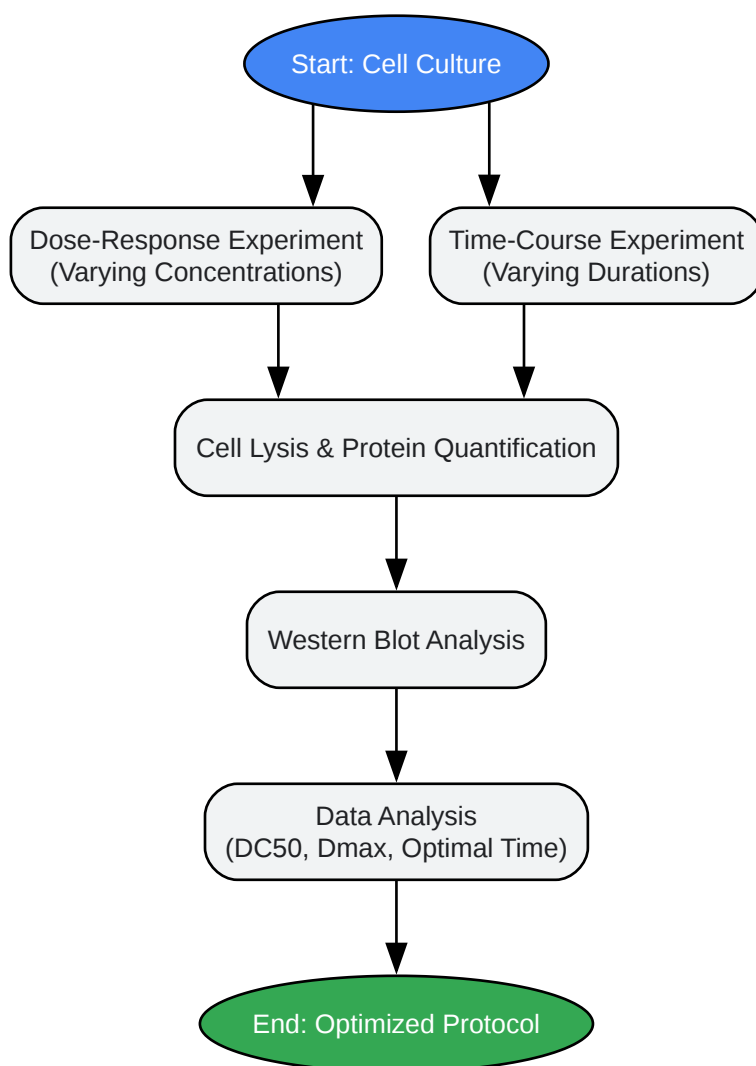 Start: Cell Culture
Dose-Response Experiment
(Varying Concentrations)
Time-Course Experiment
(Varying Durations)
Cell Lysis & Protein Quantification
Western Blot Analysis
Data Analysis
(DC50, Dmax, Optimal Time)
End: Optimized Protocol